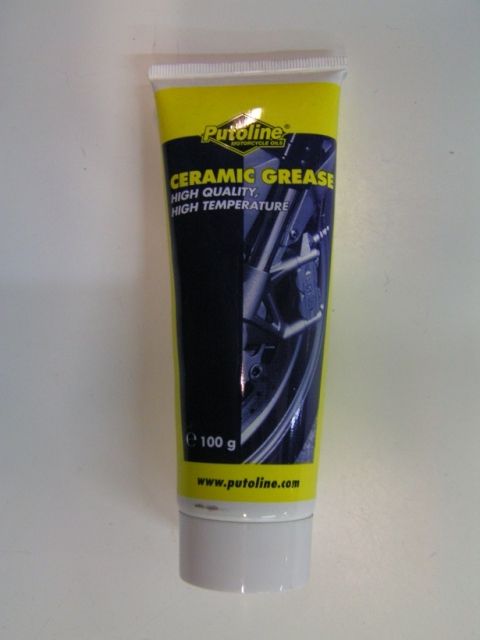 Putoline®
MOTORCYCLE OILS
CERAMIC GREASE
HIGH QUALITY,
HIGH TEMPERATURE
℮ 100 g
www.putoline.com